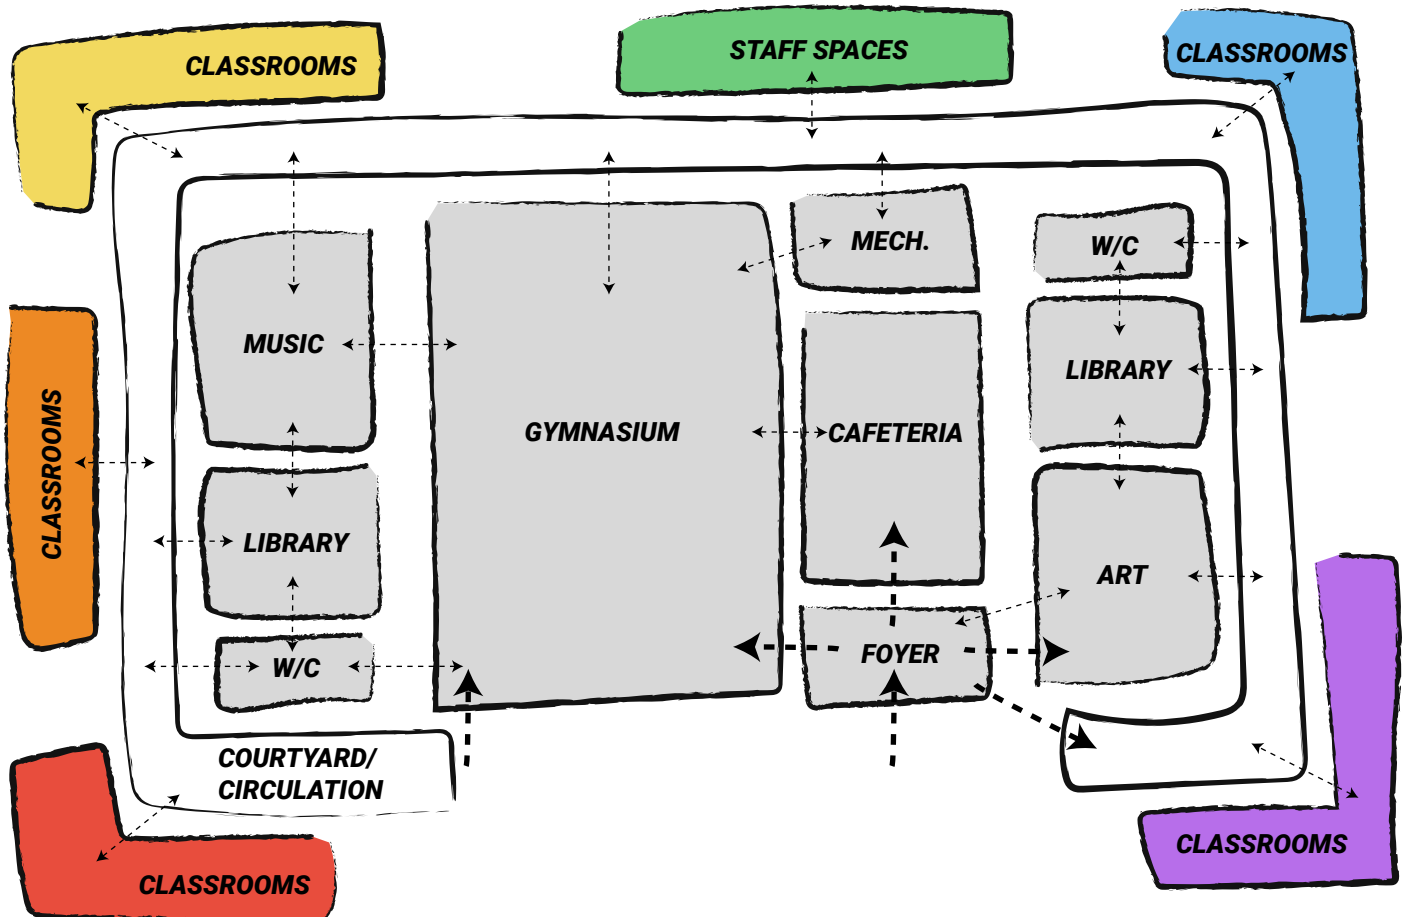 CLASSROOMS
STAFF SPACES
CLASSROOMS
MECH.
W/C
MUSIC
LIBRARY
GYMNASIUM
CAFETERIA
CLASSROOMS
LIBRARY
ART
FOYER
W/C
COURTYARD/
CIRCULATION
CLASSROOMS
CLASSROOMS